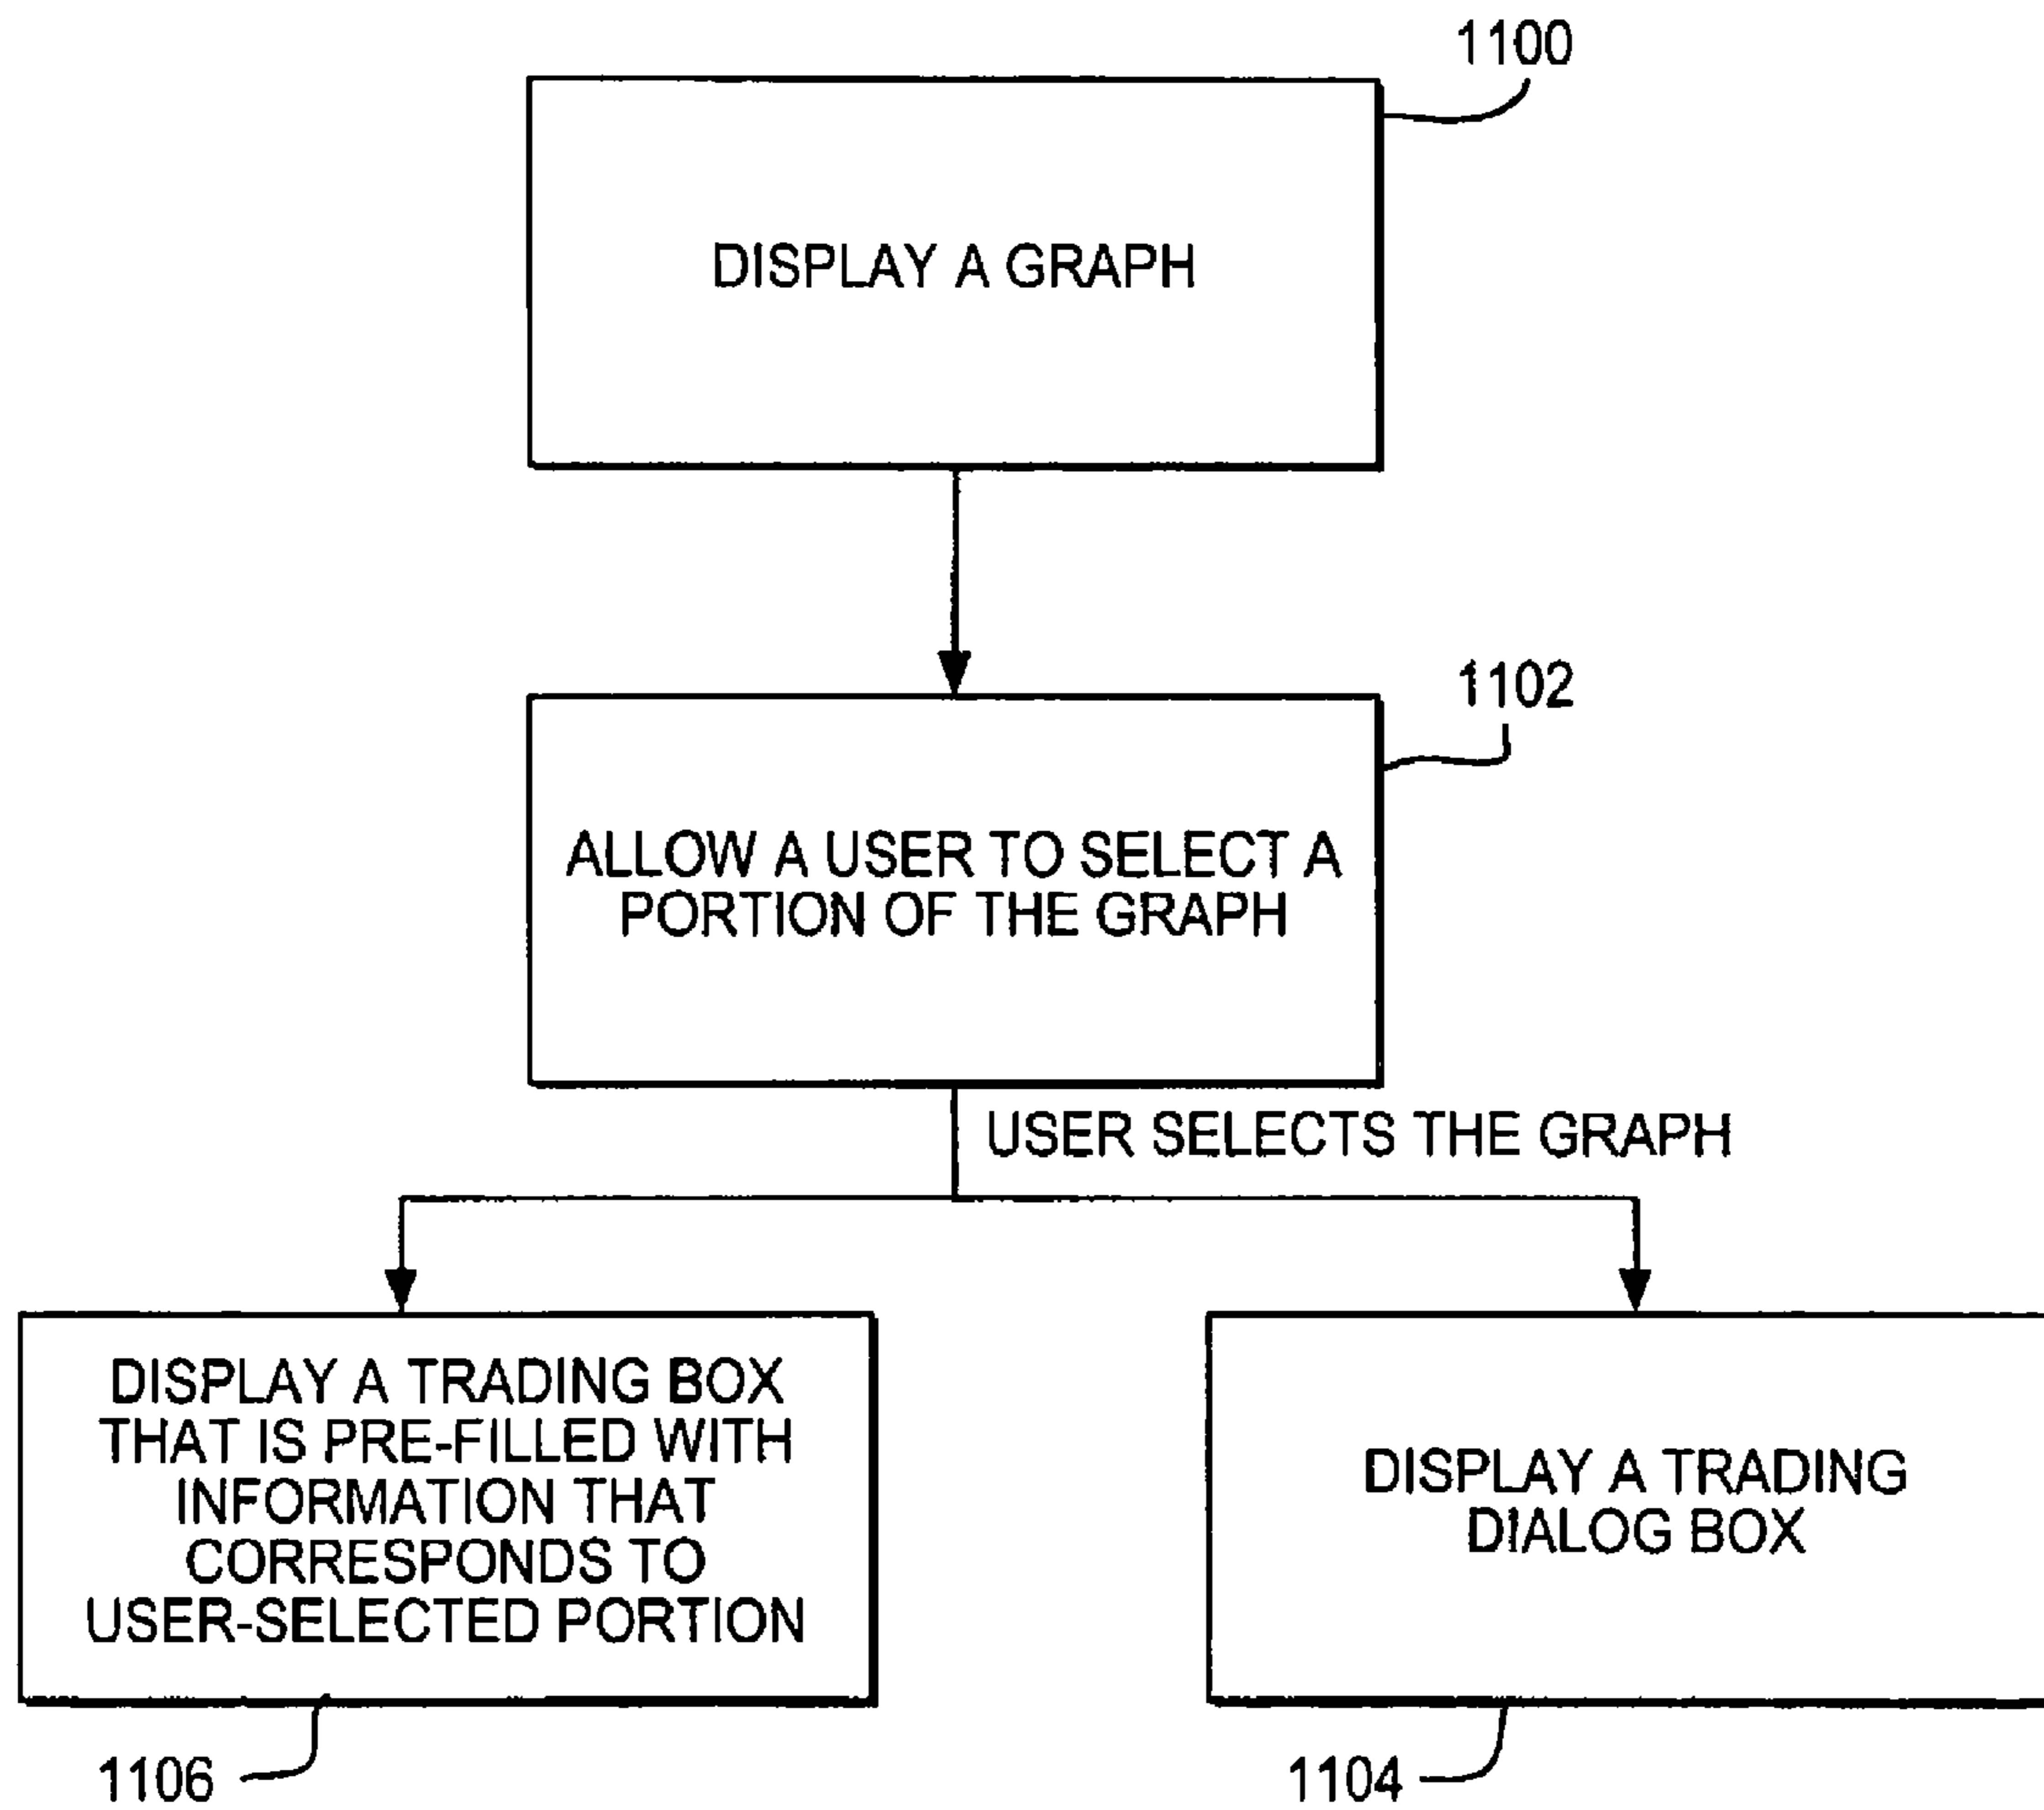 1100
DISPLAY A GRAPH
1102
ALLOW A USER TO SELECT A
PORTION OF THE GRAPH
USER SELECTS THE GRAPH
DISPLAY A TRADING BOX
THAT IS PRE-FILLED WITH
INFORMATION THAT
CORRESPONDS TO
USER-SELECTED PORTION
DISPLAY A TRADING
DIALOG BOX
1106
1104